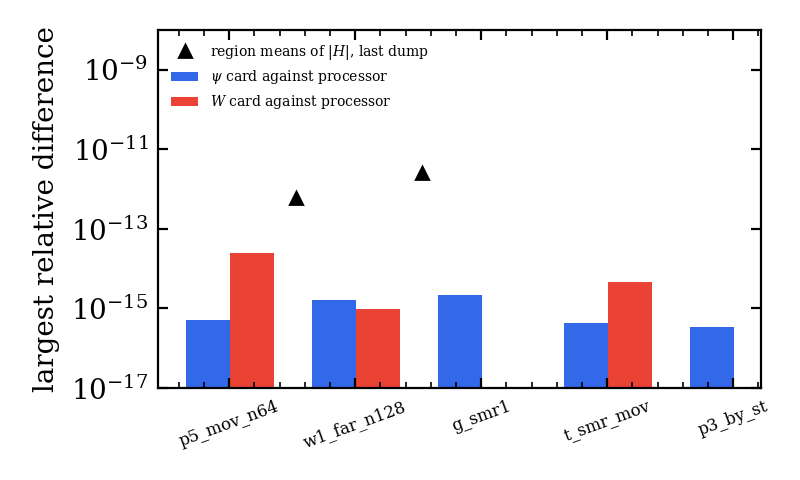 largest relative difference
10⁻⁹
10⁻¹¹
10⁻¹³
10⁻¹⁵
10⁻¹⁷
region means of |H|, last dump
ψ card against processor
W card against processor
p5_mov_n64
w1_far_n128
g_smr1
t_smr_mov
p3_by_st